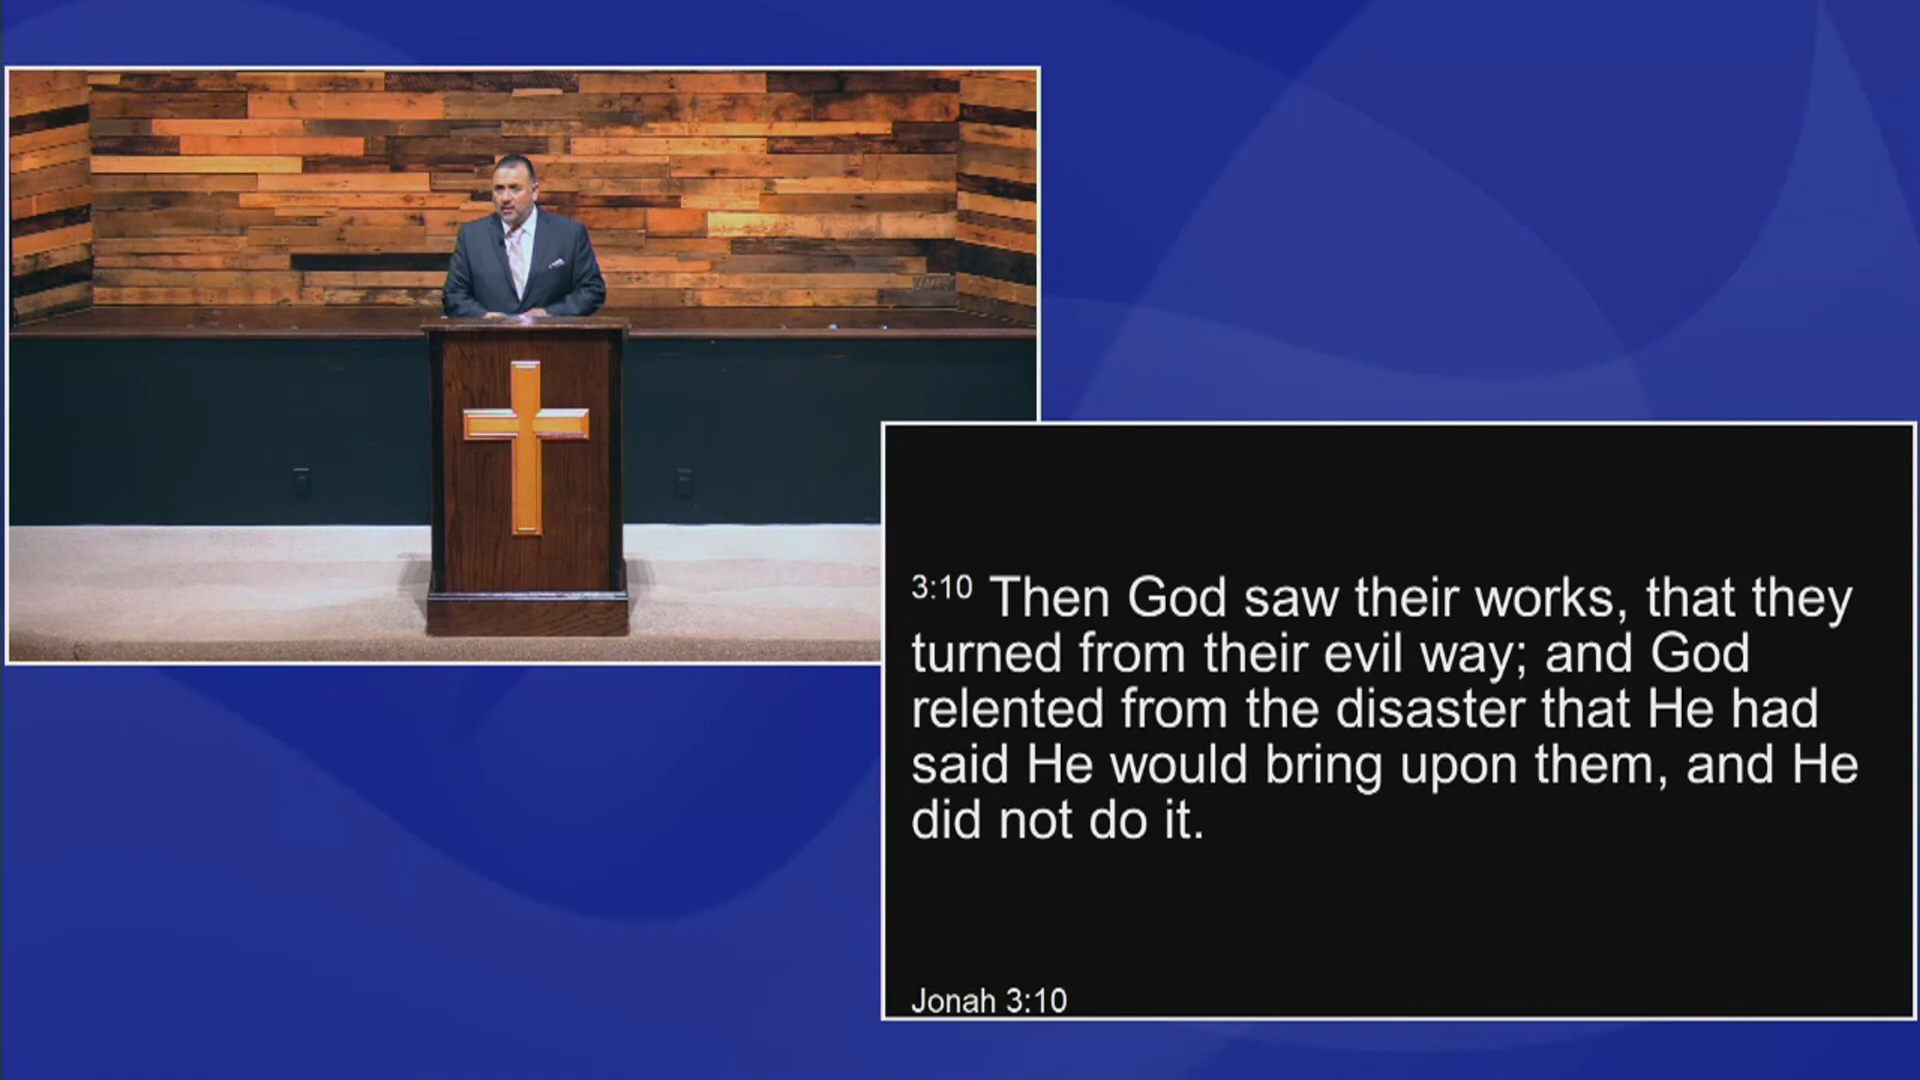 3:10 Then God saw their works, that they
turned from their evil way; and God
relented from the disaster that He had
said He would bring upon them, and He
did not do it.
Jonah 3:10